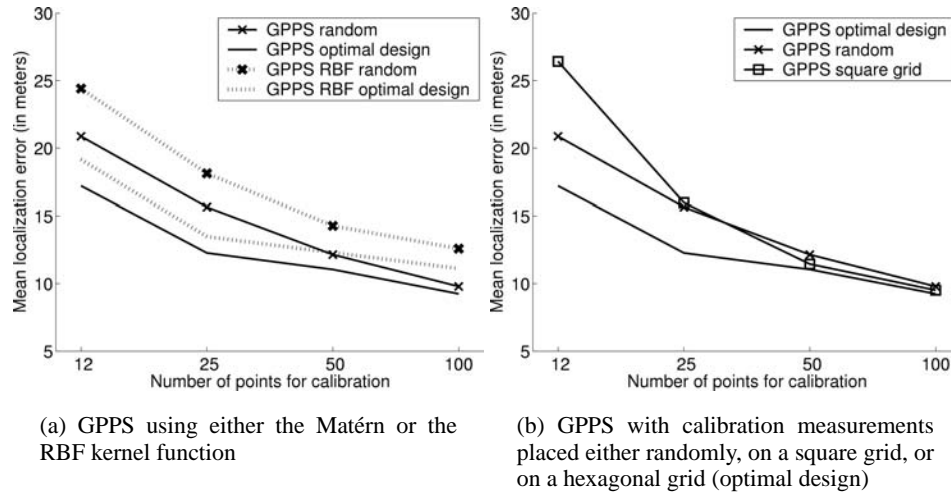 30
25
20
15
10
5
Mean localization error (in meters)
GPPS random
GPPS optimal design
GPPS RBF random
GPPS RBF optimal design
12 25 50 100
Number of points for calibration
(a) GPPS using either the Matérn or the
RBF kernel function
30
25
20
15
10
5
Mean localization error (in meters)
GPPS optimal design
GPPS random
GPPS square grid
12 25 50 100
Number of points for calibration
(b) GPPS with calibration measurements
placed either randomly, on a square grid, or
on a hexagonal grid (optimal design)